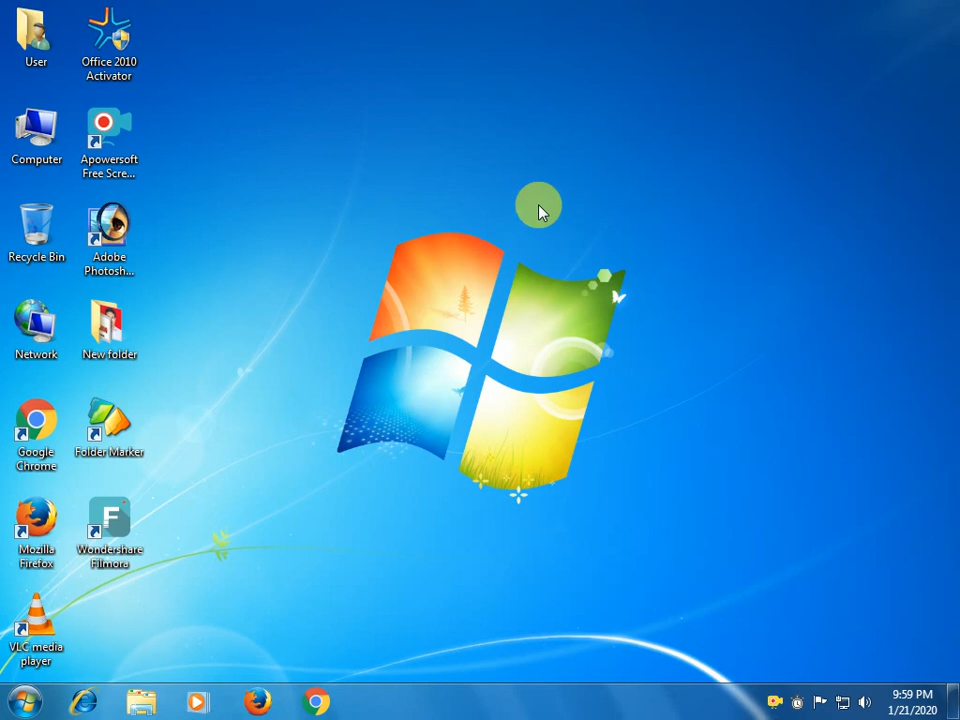 User
Office 2010
Activator
Computer
Apowersoft
Free Scre...
Recycle Bin
Adobe
Photosh...
Network
New folder
Google
Chrome
Folder Marker
Mozilla
Firefox
F
Wondershare
Filmora
VLC media
player
9:59 PM
1/21/2020